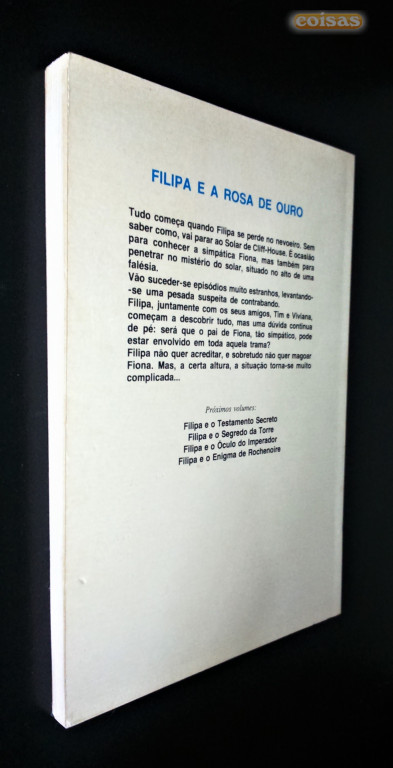 coisas
FILIPA E A ROSA DE OURO
Tudo começa quando Filipa se perde no nevoeiro. Sem
saber como, vai parar ao Solar de Cliff-House. É ocasião
para conhecer a simpática Fiona, mas também para
penetrar no mistério do solar, situado no alto de uma
falésia.
Vão suceder-se episódios muito estranhos, levantando-
-se uma pesada suspeita de contrabando.
Filipa, juntamente com os seus amigos, Tim e Viviana,
começam a descobrir tudo, mas uma dúvida continua
de pé: será que o pai de Fiona, tão simpático, pode
estar envolvido em toda aquela trama?
Filipa não quer acreditar, e sobretudo não quer magoar
Fiona. Mas, a certa altura, a situação torna-se muito
complicada...
Próximos volumes:
Filipa e o Testamento Secreto
Filipa e o Segredo da Torre
Filipa e o Óculo do Imperador
Filipa e o Enigma de Rochenoire